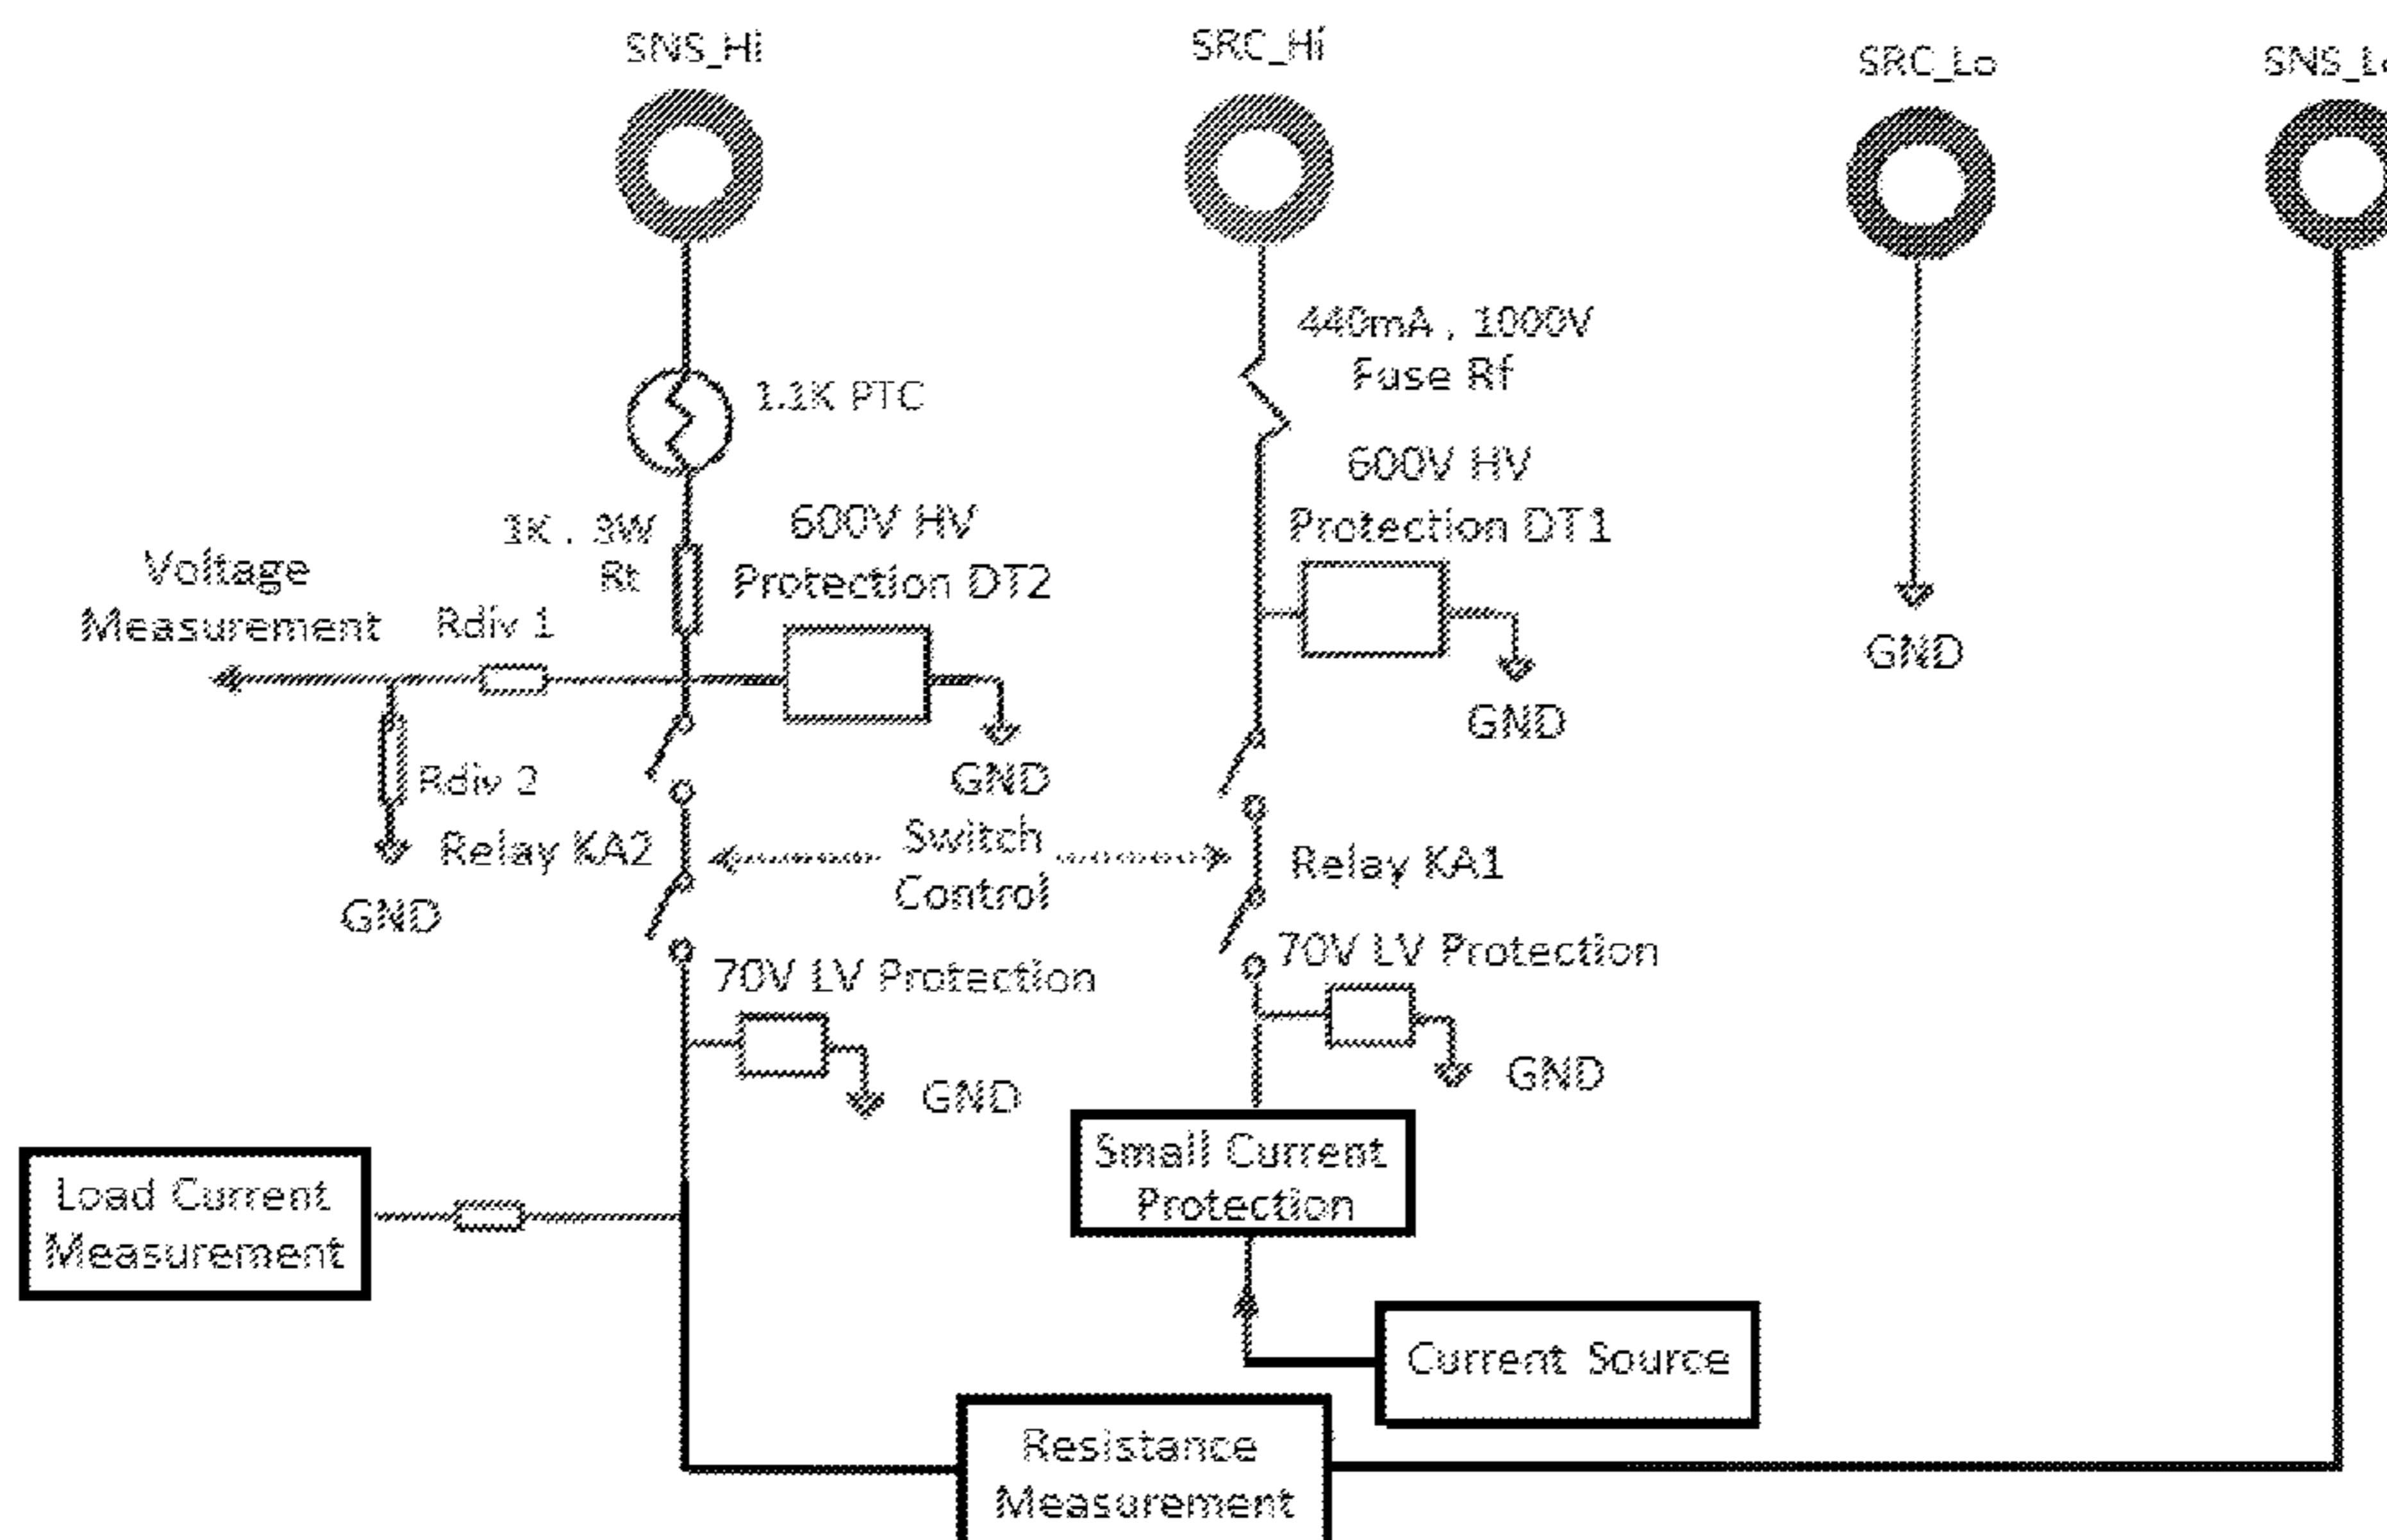 SNS_Hi
SRC_Hi
SRC_Lo
440mA , 1000V
Fuse Rf
1.1K PTC
600V HV
Protection DT1
1K . 3W
Rt
600V HV
Protection DT2
Voltage
Measurement
Rdiv 1
GND
GND
Rdiv 2
GND
Relay KA2
Switch
Control
Relay KA1
GND
70V LV Protection
70V LV Protection
GND
GND
Small Current
Protection
Load Current
Measurement
Current Source
Resistance
Measurement